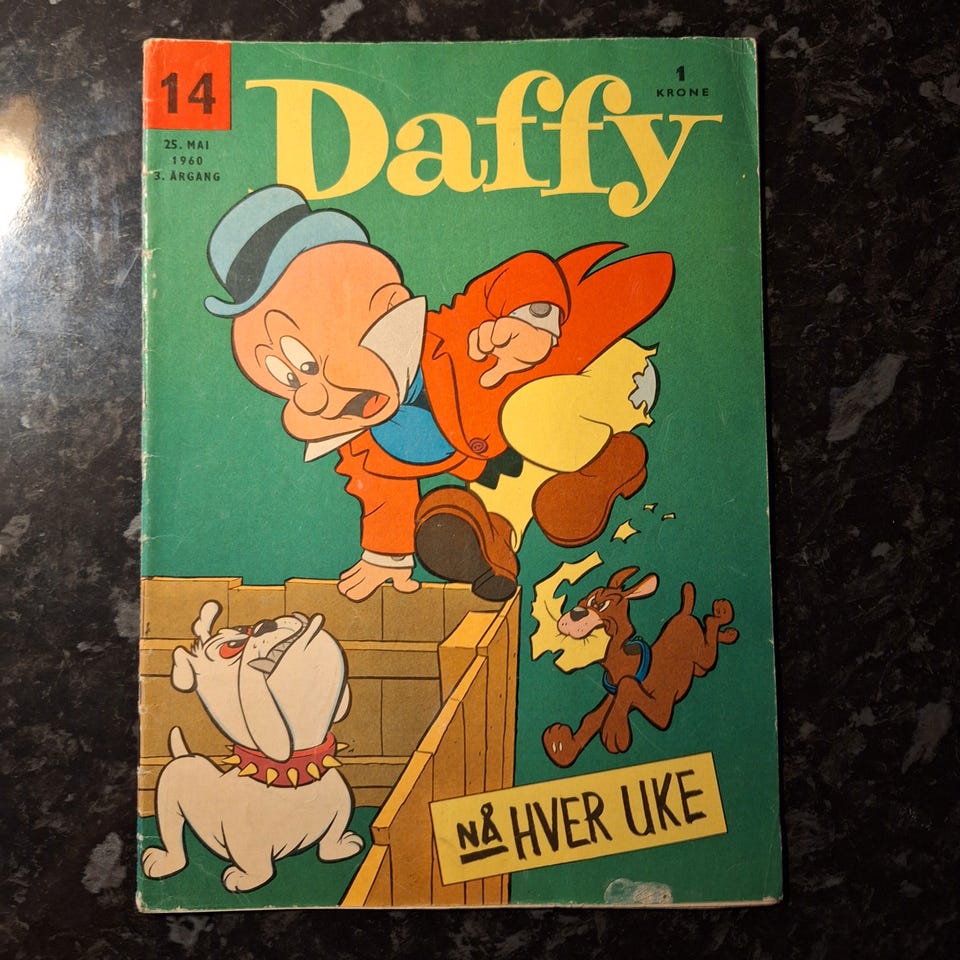 14
Daffy
1
KRONE
25. MAI
1960
3. ÅRGANG
NÅ HVER UKE